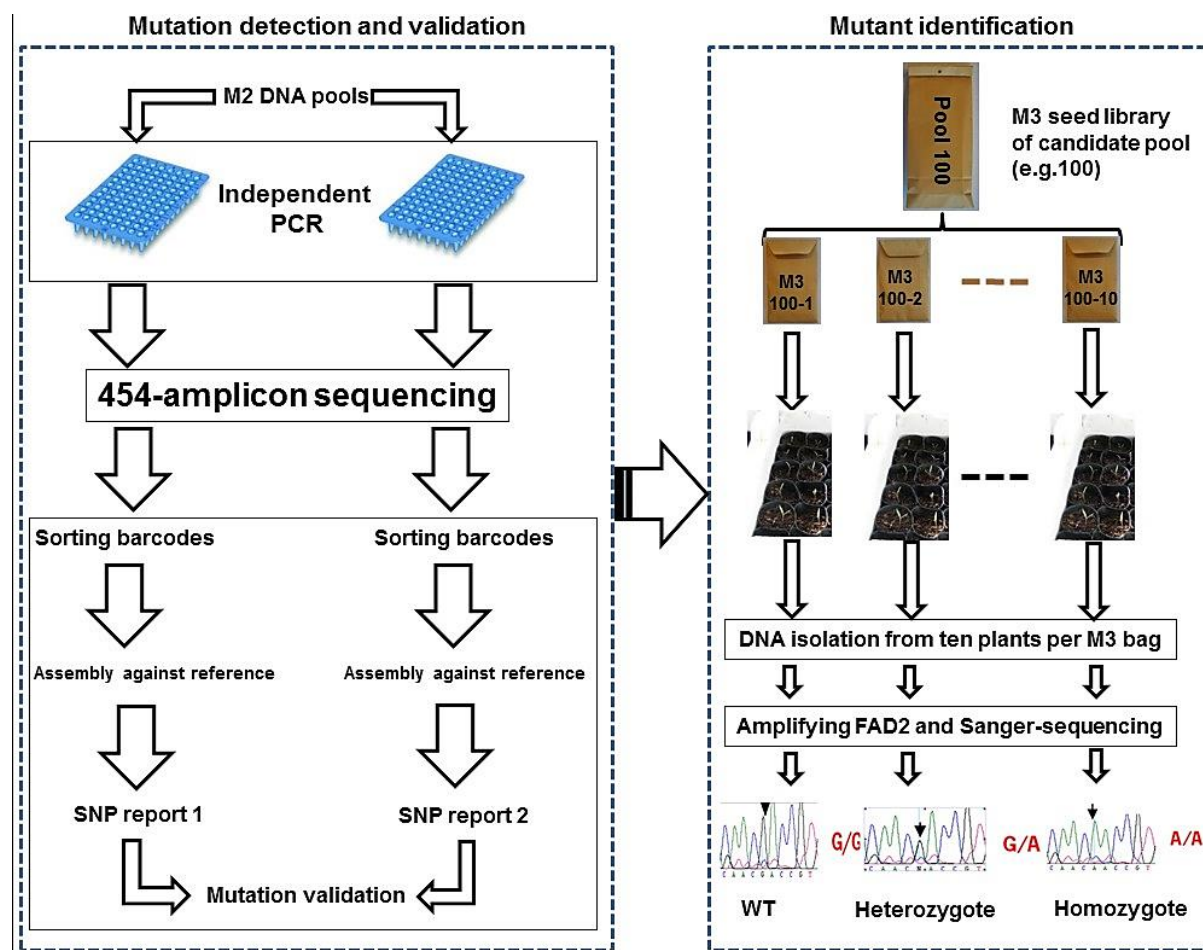 Mutation detection and validation
M2 DNA pools
Independent
PCR
454-amplicon sequencing
Sorting barcodes
Sorting barcodes
Assembly against reference
Assembly against reference
SNP report 1
SNP report 2
Mutation validation
Mutant identification
Pool 100
M3 seed library
of candidate pool
(e.g.100)
M3
100-1
M3
100-2
M3
100-10
DNA isolation from ten plants per M3 bag
Amplifying FAD2 and Sanger-sequencing
C A A C G A C C G T
G/G
C A A C N A C C G T
G/A
C A A C A A C C G T
A/A
WT
Heterozygote
Homozygote